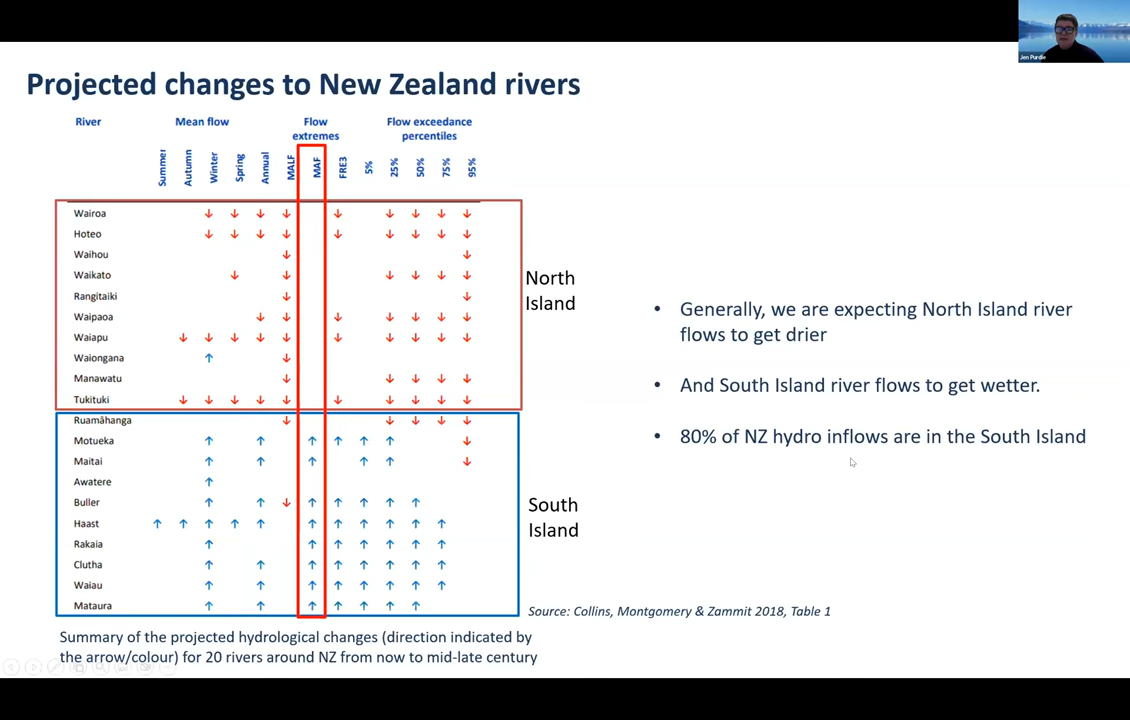 Jen Purdie
Projected changes to New Zealand rivers
River Mean flow Flow extremes Flow exceedance percentiles
Summer Autumn Winter Spring Annual MALF MAF FRE3 5% 25% 50% 75% 95%
Wairoa ↓ ↓ ↓ ↓ ↓ ↓ ↓ ↓ ↓
Hoteo ↓ ↓ ↓ ↓ ↓ ↓ ↓ ↓ ↓
Waihou ↓ ↓
Waikato ↓ ↓ ↓ ↓ ↓ ↓
Rangitaiki ↓ ↓
Waipaoa ↓ ↓ ↓ ↓ ↓ ↓ ↓
Waiapu ↓ ↓ ↓ ↓ ↓ ↓ ↓ ↓ ↓ ↓
Waiongana ↑ ↓
Manawatu ↓ ↓ ↓ ↓ ↓
Tukituki ↓ ↓ ↓ ↓ ↓ ↓ ↓ ↓ ↓ ↓
North
Island
Ruamāhanga ↓ ↓ ↓ ↓ ↓
Motueka ↑ ↑ ↑ ↑ ↑ ↑ ↓
Maitai ↑ ↑ ↑ ↑ ↑ ↓
Awatere ↑
Buller ↑ ↑ ↓ ↑ ↑ ↑ ↑ ↑
Haast ↑ ↑ ↑ ↑ ↑ ↑ ↑ ↑ ↑ ↑ ↑
Rakaia ↑ ↑ ↑ ↑ ↑ ↑ ↑
Clutha ↑ ↑ ↑ ↑ ↑ ↑ ↑ ↑
Waiau ↑ ↑ ↑ ↑ ↑ ↑ ↑ ↑
Mataura ↑ ↑ ↑ ↑ ↑ ↑ ↑
South
Island
Summary of the projected hydrological changes (direction indicated by
the arrow/colour) for 20 rivers around NZ from now to mid-late century
• Generally, we are expecting North Island river
flows to get drier
• And South Island river flows to get wetter.
• 80% of NZ hydro inflows are in the South Island
Source: Collins, Montgomery & Zammit 2018, Table 1